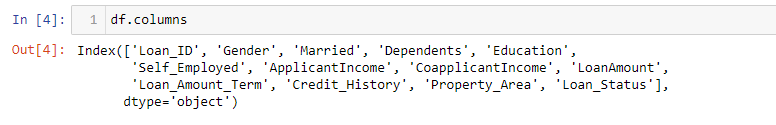 In [4]: 1 df.columns
Out[4]: Index(['Loan_ID', 'Gender', 'Married', 'Dependents', 'Education',
'Self_Employed', 'ApplicantIncome', 'CoapplicantIncome', 'LoanAmount',
'Loan_Amount_Term', 'Credit_History', 'Property_Area', 'Loan_Status'],
dtype='object')